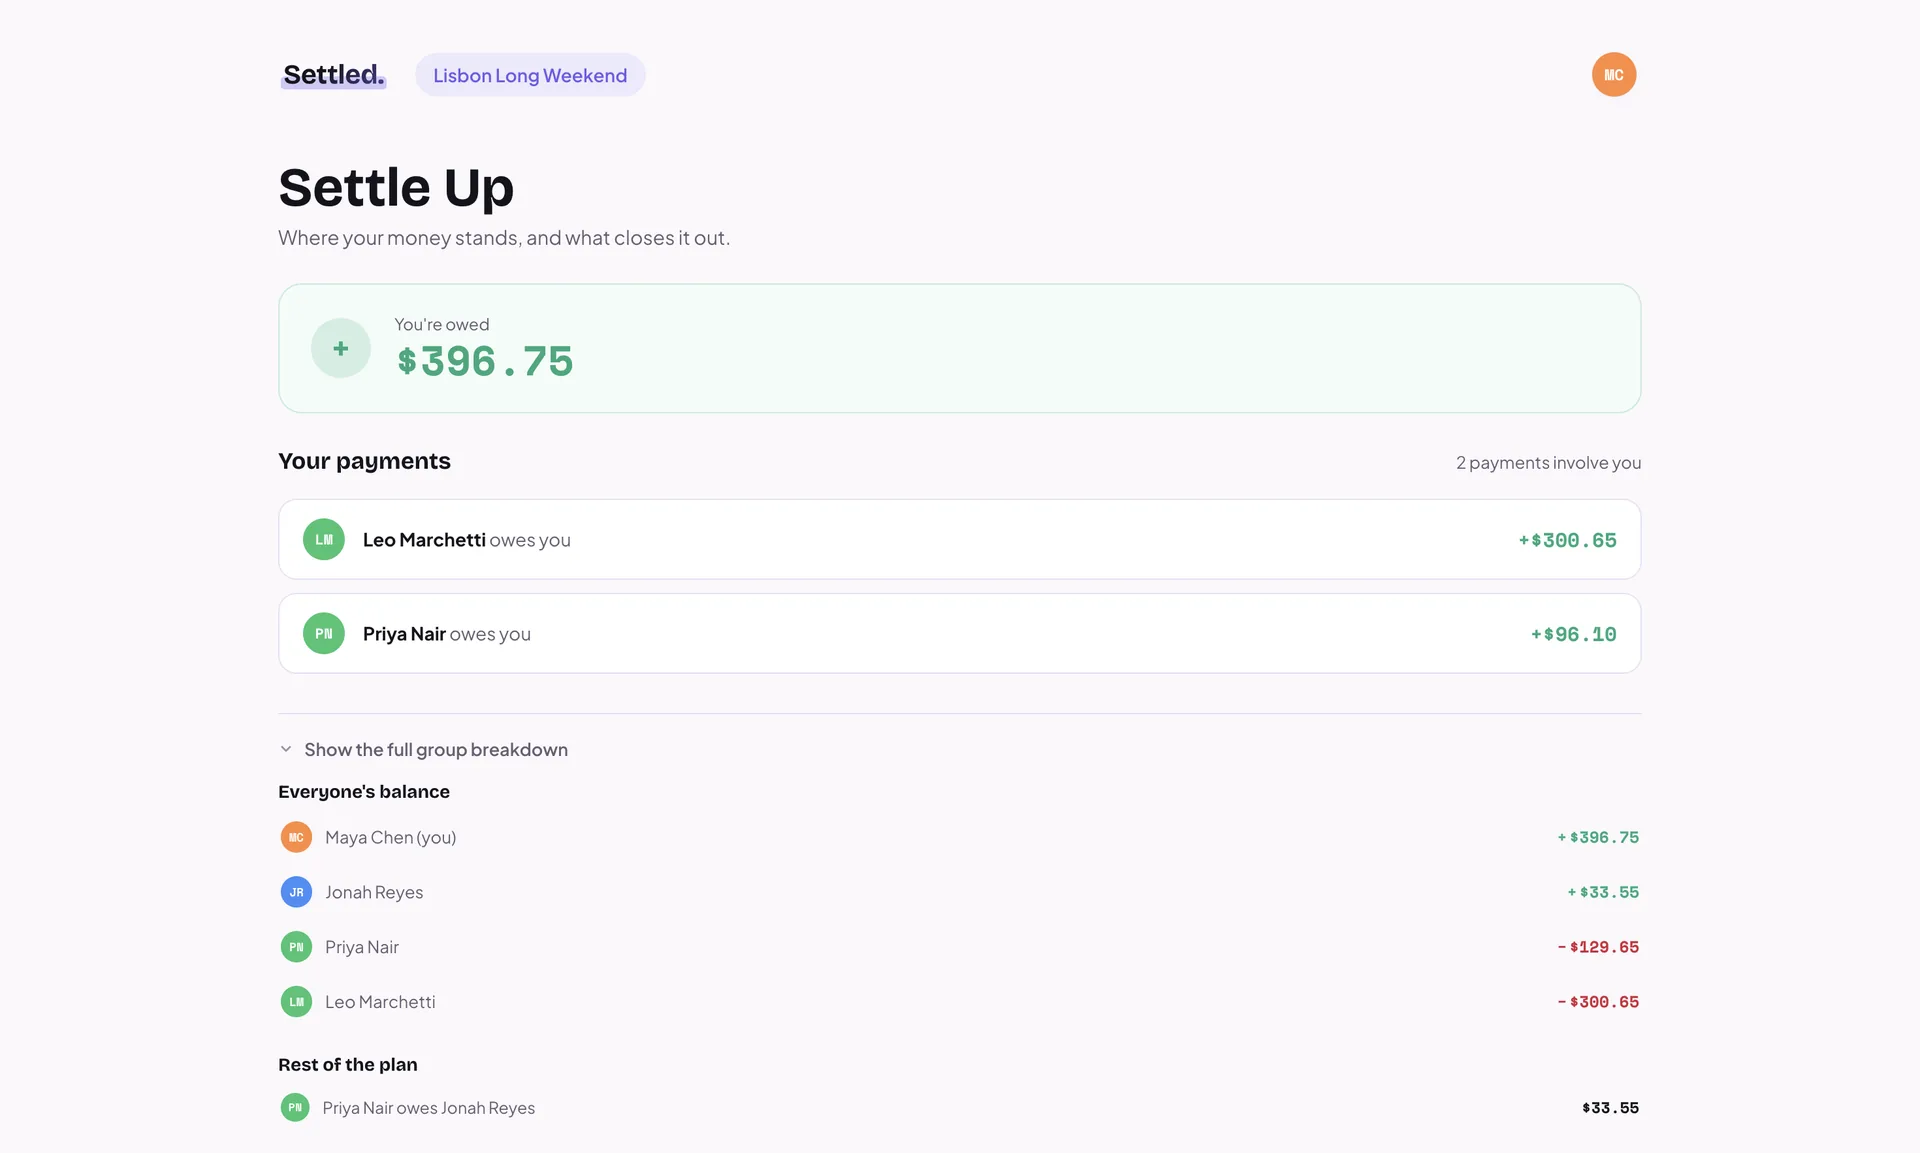 Settled.
Lisbon Long Weekend
MC
Settle Up
Where your money stands, and what closes it out.
+
You're owed
$396.75
Your payments
2 payments involve you
LM Leo Marchetti owes you +$300.65
PN Priya Nair owes you +$96.10
Show the full group breakdown
Everyone's balance
MC Maya Chen (you) +$396.75
JR Jonah Reyes +$33.55
PN Priya Nair -$129.65
LM Leo Marchetti -$300.65
Rest of the plan
PN Priya Nair owes Jonah Reyes $33.55